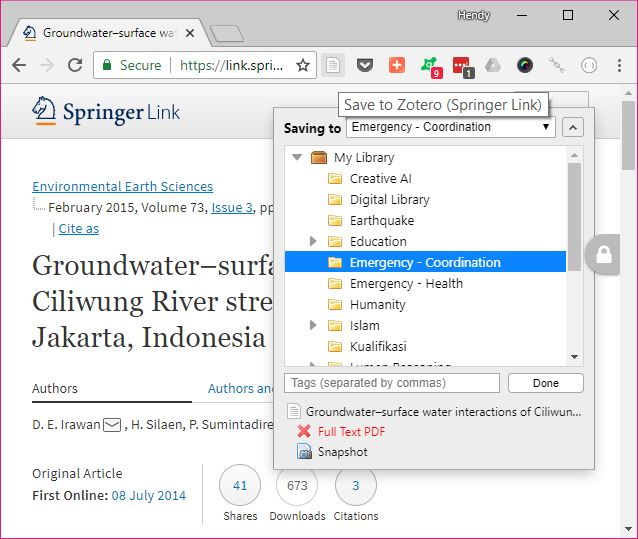 Hendy
Groundwater–surface wat
Secure
https://link.spri...
9
1
Save to Zotero (Springer Link)
Springer Link
Saving to
Emergency - Coordination
My Library
Creative AI
Digital Library
Earthquake
Education
Emergency - Coordination
Emergency - Health
Humanity
Islam
Kualifikasi
Lumen Reasoning
Tags (separated by commas)
Done
Groundwater–surface water interactions of Ciliwun...
Full Text PDF
Snapshot
Environmental Earth Sciences
February 2015, Volume 73, Issue 3, pp
| Cite as
Groundwater–surfa
Ciliwung River stre
Jakarta, Indonesia
Authors
Authors and
D. E. Irawan, H. Silaen, P. Sumintadire
Original Article
First Online: 08 July 2014
41
Shares
673
Downloads
3
Citations